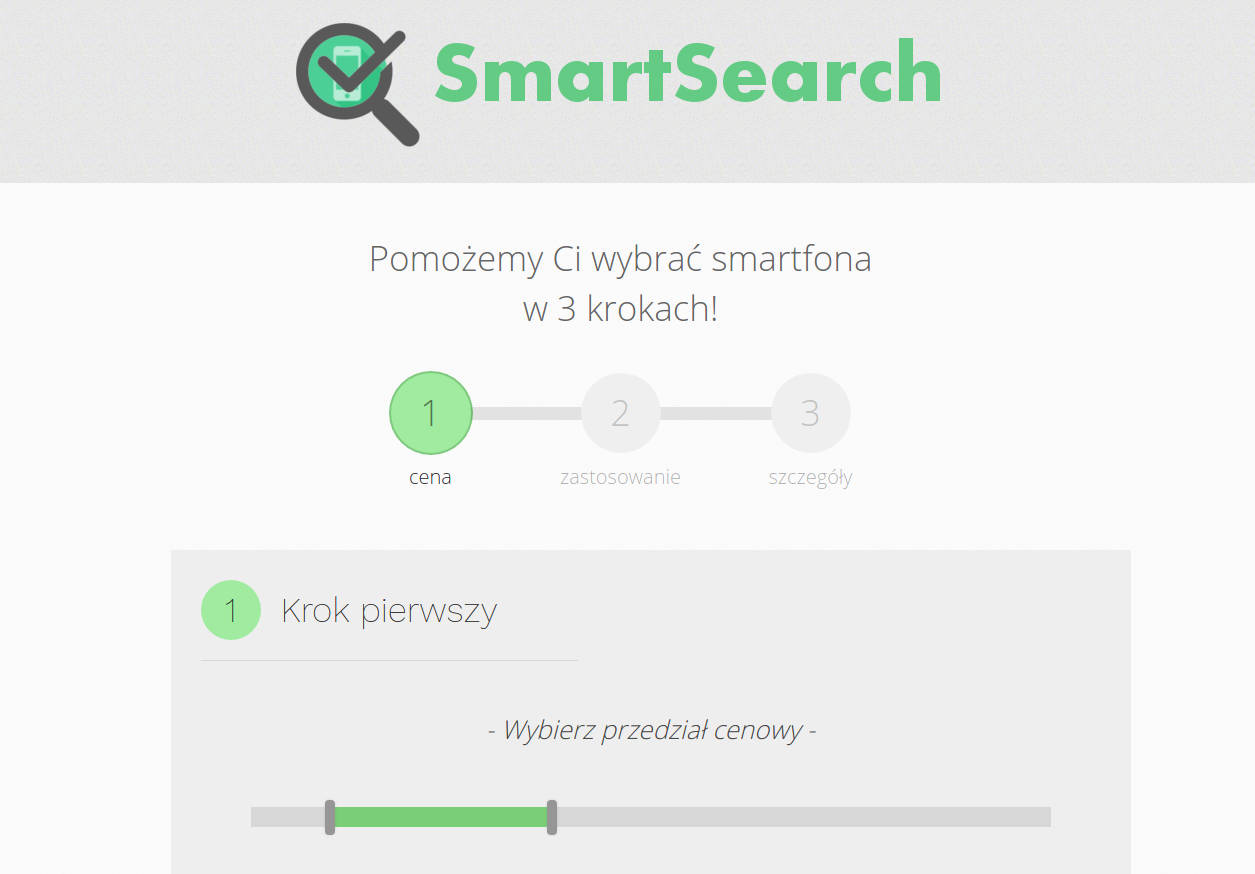 SmartSearch
Pomożemy Ci wybrać smartfona
w 3 krokach!
1
2
3
cena
zastosowanie
szczegóły
1 Krok pierwszy
- Wybierz przedział cenowy -